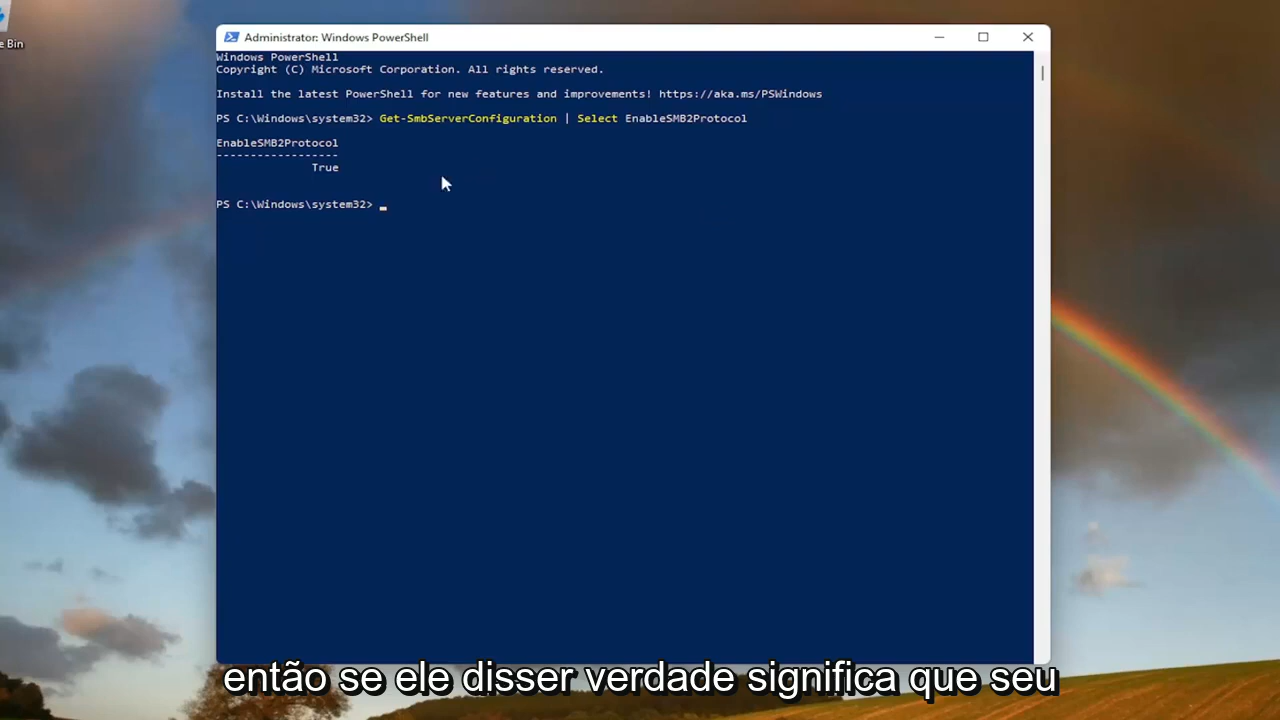 e Bin
Administrator: Windows PowerShell
Windows PowerShell
Copyright (C) Microsoft Corporation. All rights reserved.
Install the latest PowerShell for new features and improvements! https://aka.ms/PSWindows
PS C:\Windows\system32> Get-SmbServerConfiguration | Select EnableSMB2Protocol
EnableSMB2Protocol
------------------
True
PS C:\Windows\system32> _
então se ele disser verdade significa que seu